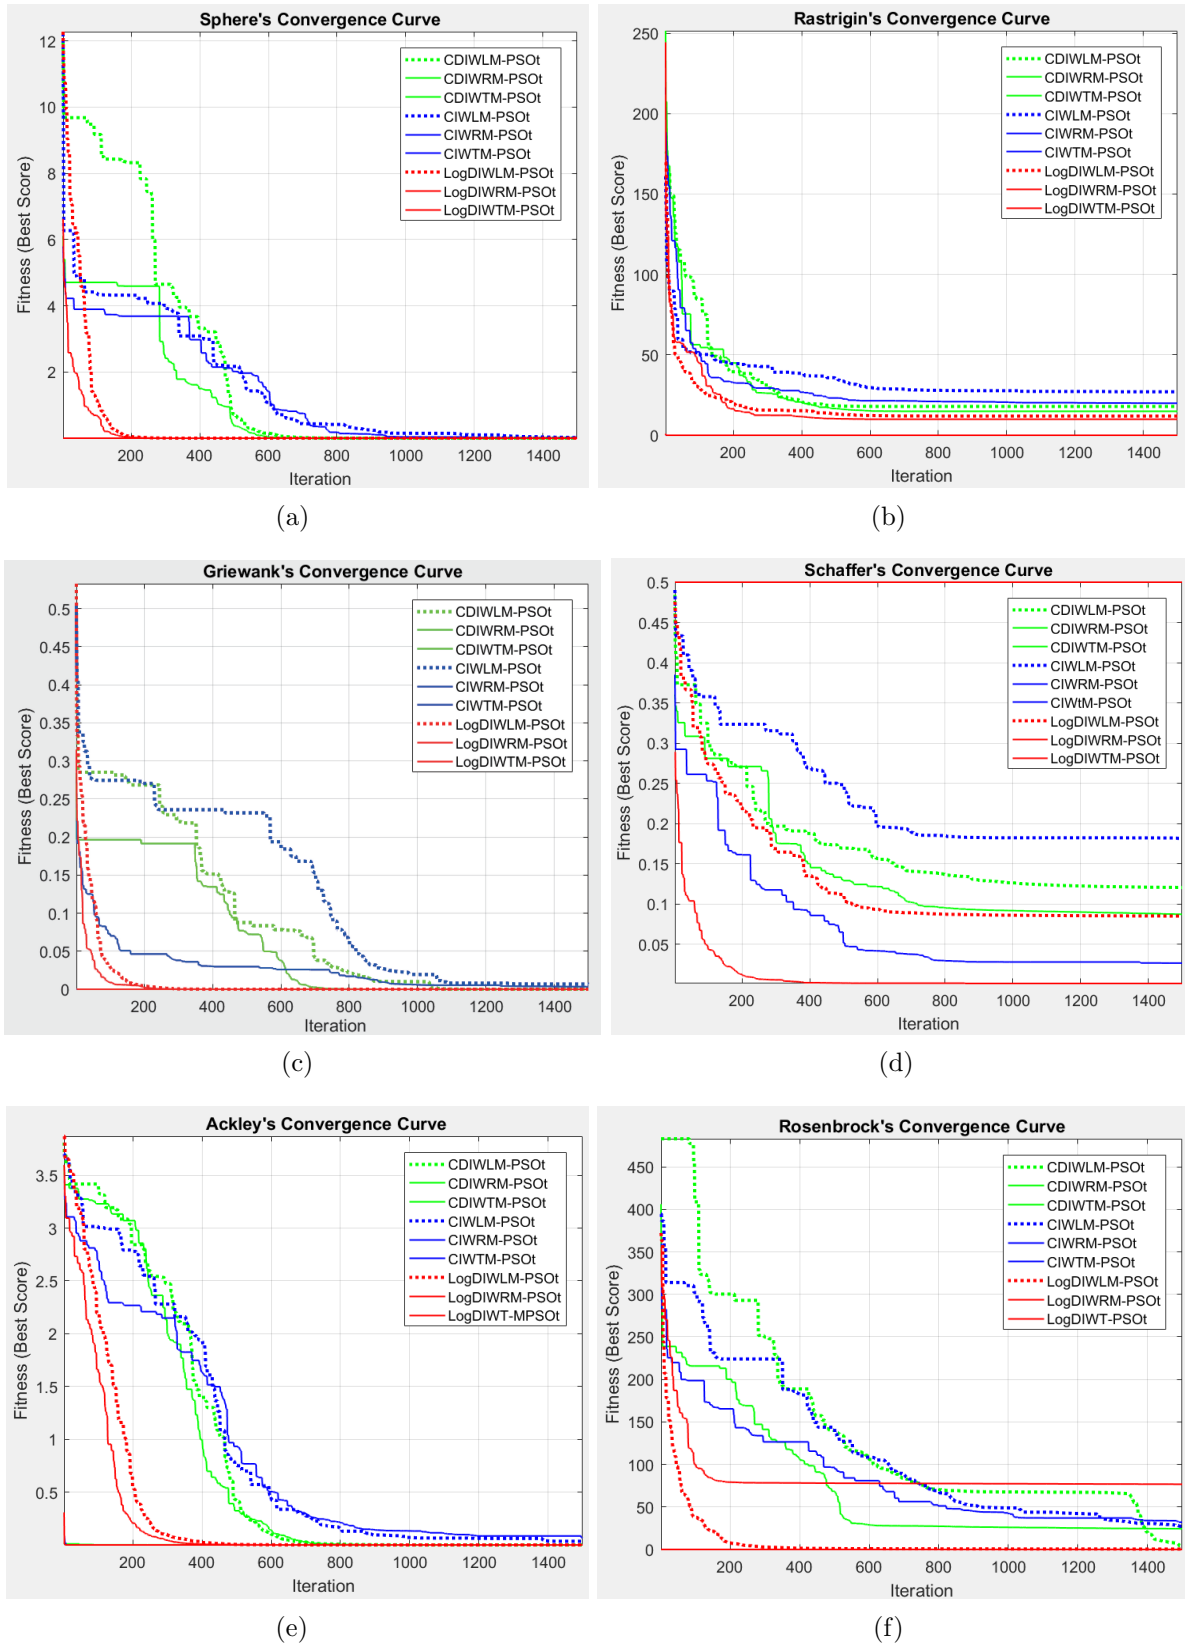 Sphere's Convergence Curve
12
10
8
6
4
2
200
400
600
800
1000
1200
1400
Iteration
Fitness (Best Score)
CDIWLM-PSOt
CDIWRM-PSOt
CDIWTM-PSOt
CIWLM-PSOt
CIWRM-PSOt
CIWTM-PSOt
LogDIWLM-PSOt
LogDIWRM-PSOt
LogDIWTM-PSOt
(a)
Rastrigin's Convergence Curve
250
200
150
100
50
0
200
400
600
800
1000
1200
1400
Iteration
Fitness (Best Score)
CDIWLM-PSOt
CDIWRM-PSOt
CDIWTM-PSOt
CIWLM-PSOt
CIWRM-PSOt
CIWTM-PSOt
LogDIWLM-PSOt
LogDIWRM-PSOt
LogDIWTM-PSOt
(b)
Griewank's Convergence Curve
0.5
0.45
0.4
0.35
0.3
0.25
0.2
0.15
0.1
0.05
0
200
400
600
800
1000
1200
1400
Iteration
Fitness (Best Score)
CDIWLM-PSOt
CDIWRM-PSOt
CDIWTM-PSOt
CIWLM-PSOt
CIWRM-PSOt
CIWTM-PSOt
LogDIWLM-PSOt
LogDIWRM-PSOt
LogDIWTM-PSOt
(c)
Schaffer's Convergence Curve
0.5
0.45
0.4
0.35
0.3
0.25
0.2
0.15
0.1
0.05
200
400
600
800
1000
1200
1400
Iteration
Fitness (Best Score)
CDIWLM-PSOt
CDIWRM-PSOt
CDIWTM-PSOt
CIWLM-PSOt
CIWRM-PSOt
CIWtM-PSOt
LogDIWLM-PSOt
LogDIWRM-PSOt
LogDIWTM-PSOt
(d)
Ackley's Convergence Curve
3.5
3
2.5
2
1.5
1
0.5
200
400
600
800
1000
1200
1400
Iteration
Fitness (Best Score)
CDIWLM-PSOt
CDIWRM-PSOt
CDIWTM-PSOt
CIWLM-PSOt
CIWRM-PSOt
CIWTM-PSOt
LogDIWLM-PSOt
LogDIWRM-PSOt
LogDIWT-MPSOt
(e)
Rosenbrock's Convergence Curve
450
400
350
300
250
200
150
100
50
0
200
400
600
800
1000
1200
1400
Iteration
Fitness (Best Score)
CDIWLM-PSOt
CDIWRM-PSOt
CDIWTM-PSOt
CIWLM-PSOt
CIWRM-PSOt
CIWTM-PSOt
LogDIWLM-PSOt
LogDIWRM-PSOt
LogDIWT-PSOt
(f)